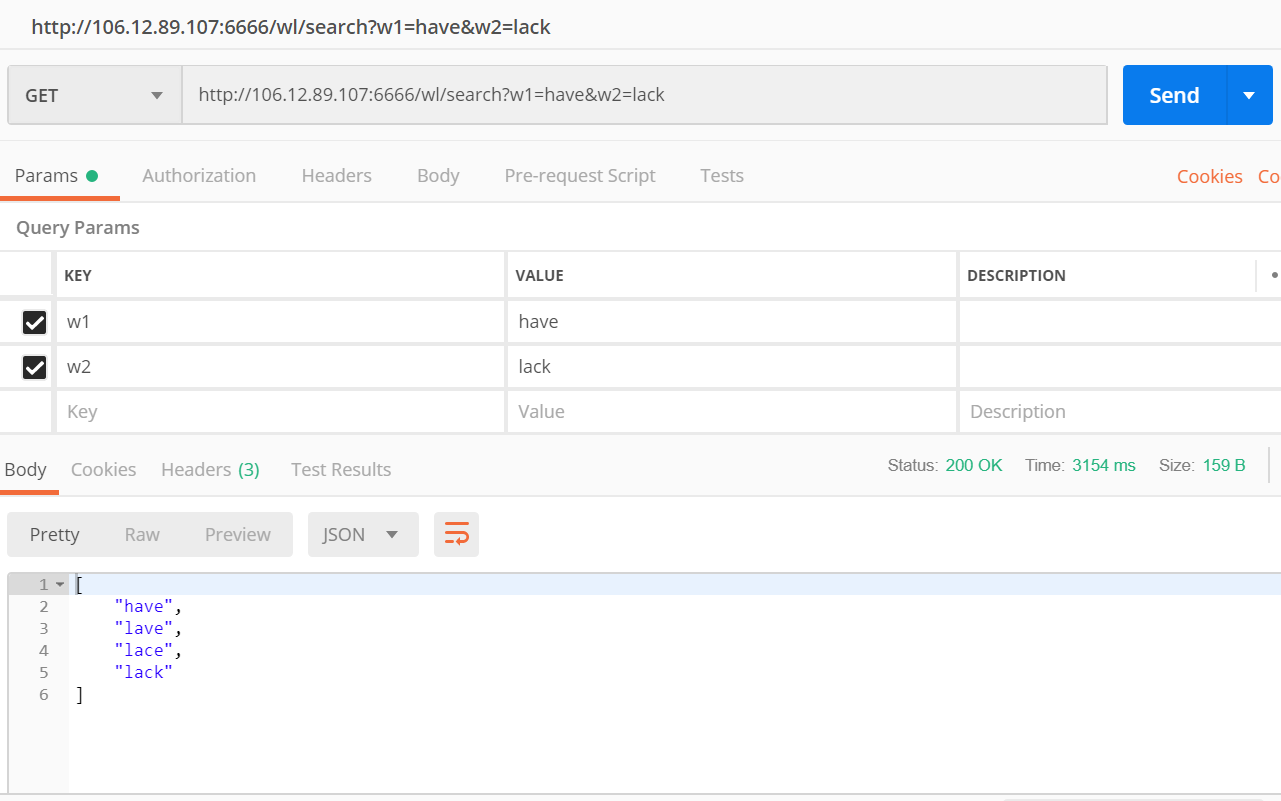 http://106.12.89.107:6666/wl/search?w1=have&w2=lack
GET http://106.12.89.107:6666/wl/search?w1=have&w2=lack Send
Params Authorization Headers Body Pre-request Script Tests Cookies Co
Query Params
KEY VALUE DESCRIPTION
w1 have
w2 lack
Key Value Description
Body Cookies Headers (3) Test Results Status: 200 OK Time: 3154 ms Size: 159 B
Pretty Raw Preview JSON
1 [
2 "have",
3 "lave",
4 "lace",
5 "lack"
6 ]